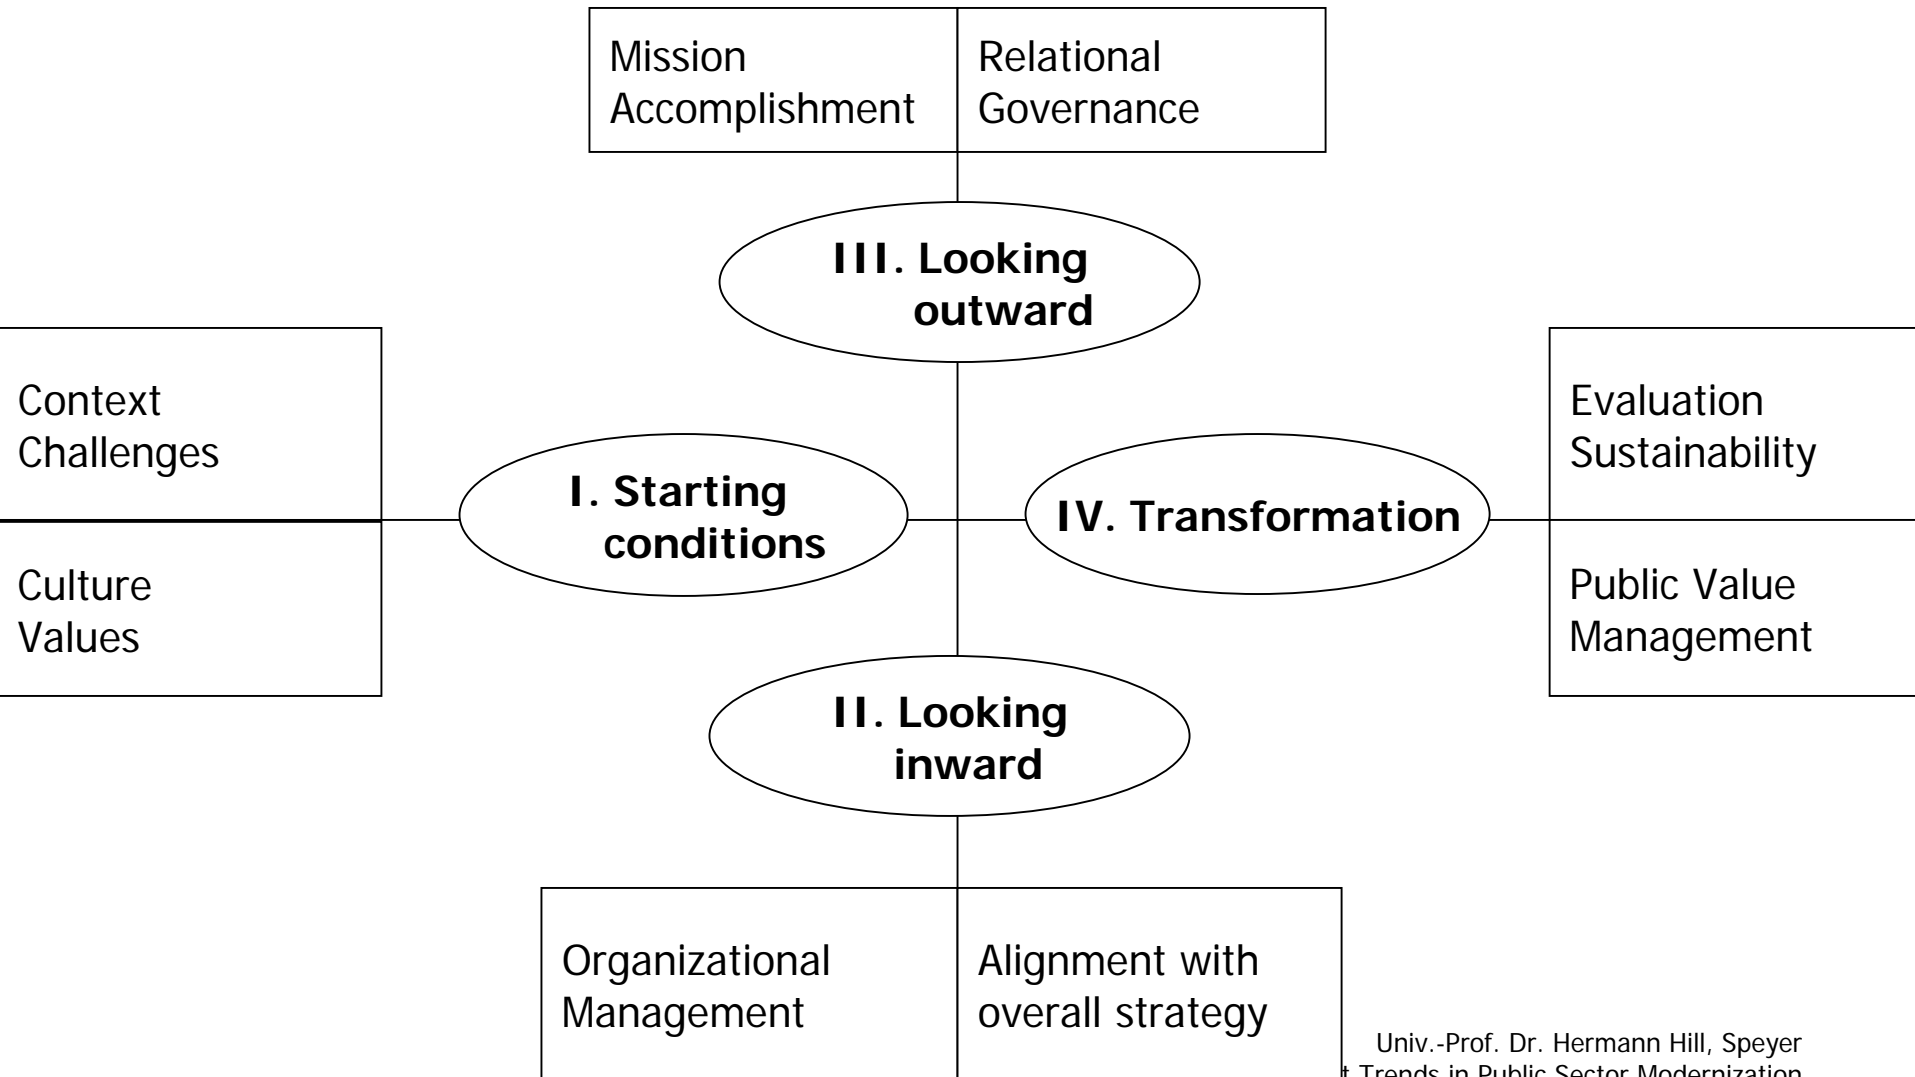 Mission
Accomplishment
Relational
Governance
III. Looking
outward
Context
Challenges
Culture
Values
I. Starting
conditions
IV. Transformation
Evaluation
Sustainability
Public Value
Management
II. Looking
inward
Organizational
Management
Alignment with
overall strategy
Univ.-Prof. Dr. Hermann Hill, Speyer
Trends in Public Sector Modernization